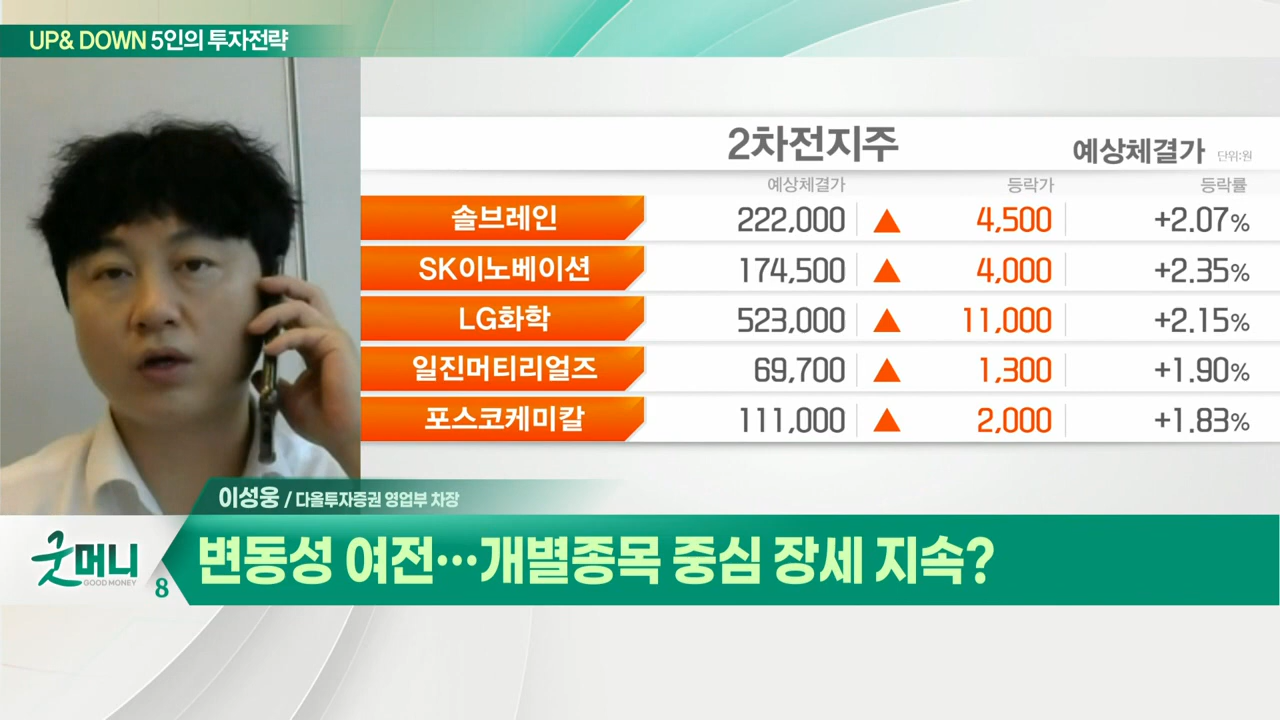 UP& DOWN 5인의 투자전략
2차전지주 예상체결가 단위:원
예상체결가 등락가 등락률
솔브레인 222,000 ▲ 4,500 +2.07%
SK이노베이션 174,500 ▲ 4,000 +2.35%
LG화학 523,000 ▲ 11,000 +2.15%
일진머티리얼즈 69,700 ▲ 1,300 +1.90%
포스코케미칼 111,000 ▲ 2,000 +1.83%
이성웅 / 다올투자증권 영업부 차장
굿머니
GOOD MONEY
8
변동성 여전…개별종목 중심 장세 지속?